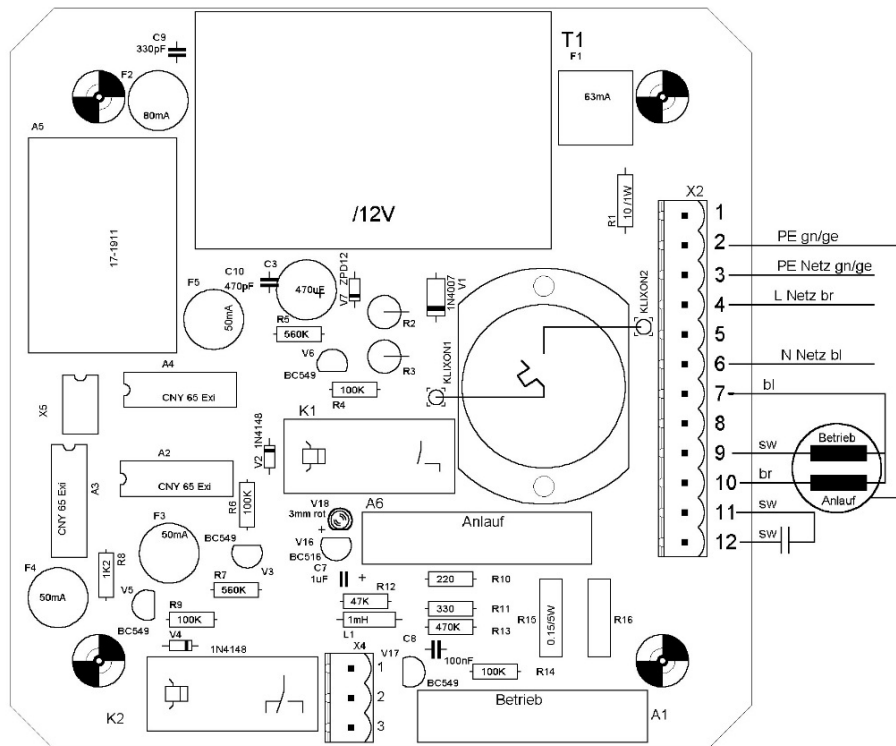 C9
330pF
F2
80mA
T1
F1
63mA
A5
17-1911
/12V
R1
10 /1W
X2
1
2
3
4
5
6
7
8
9
10
11
12
PE gn/ge
PE Netz gn/ge
L Netz br
N Netz bl
bl
sw
br
sw
sw
Betrieb
Anlauf
C10
470pF
C3
470uF
V7 ZPD12
1N4007
V1
KLIXON2
KLIXON1
F5
50mA
R5
560K
R2
R3
V6
BC549
100K
R4
A4
CNY 65 Exi
X5
K1
V2 1N4148
A2
CNY 65 Exi
CNY 65 Exi
A3
R6
100K
V18
3mm rot
+
V16
BC516
A6
Anlauf
F3
50mA
BC549
V3
F4
50mA
1K2
R8
R7
560K
C7
1uF
+
R12
47K
1mH
L1
220
R10
330
R11
470K
R13
R15
0.15/5W
R16
V5
BC549
R9
100K
V4
1N4148
X4
1
2
3
V17
C8
100nF
BC549
100K
R14
K2
Betrieb
A1